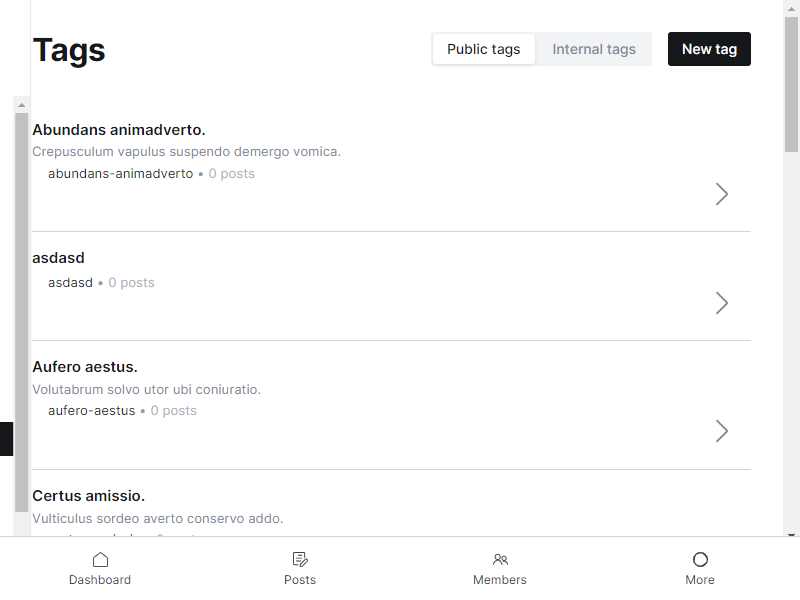 Tags
Public tags
Internal tags
New tag
Abundans animadverto.
Crepusculum vapulus suspendo demergo vomica.
abundans-animadverto • 0 posts
asdasd
asdasd • 0 posts
Aufero aestus.
Volutabrum solvo utor ubi coniuratio.
aufero-aestus • 0 posts
Certus amissio.
Vulticulus sordeo averto conservo addo.
Dashboard
Posts
Members
More